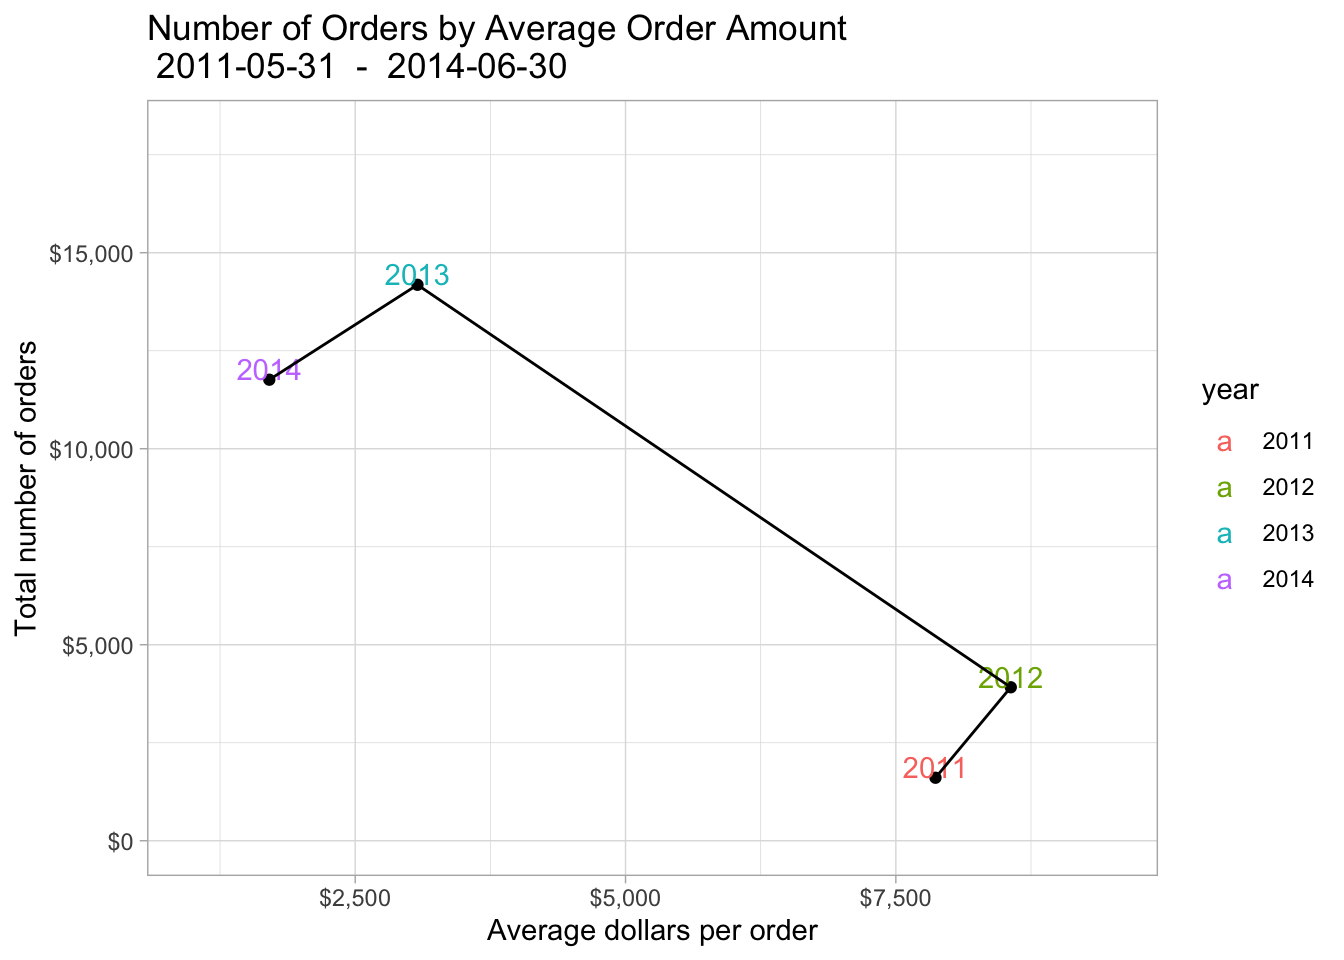 Number of Orders by Average Order Amount
2011-05-31 - 2014-06-30
$15,000
$10,000
$5,000
$0
Total number of orders
2013
2014
2012
2011
$2,500
$5,000
$7,500
Average dollars per order
year
a 2011
a 2012
a 2013
a 2014